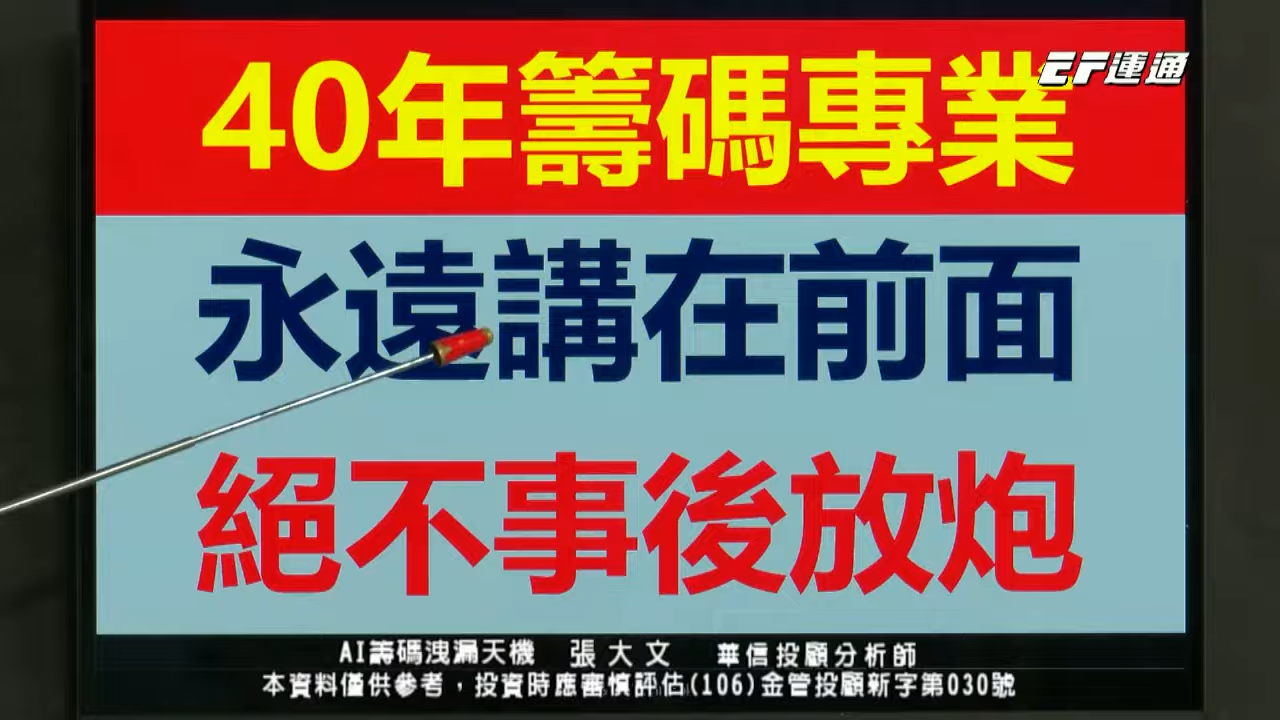 40年籌碼專業
EF運通
永遠講在前面
絕不事後放炮
AI籌碼洩漏天機 張大文 華信投顧分析師
本資料僅供參考，投資時應審慎評估(106)金管投顧新字第030號